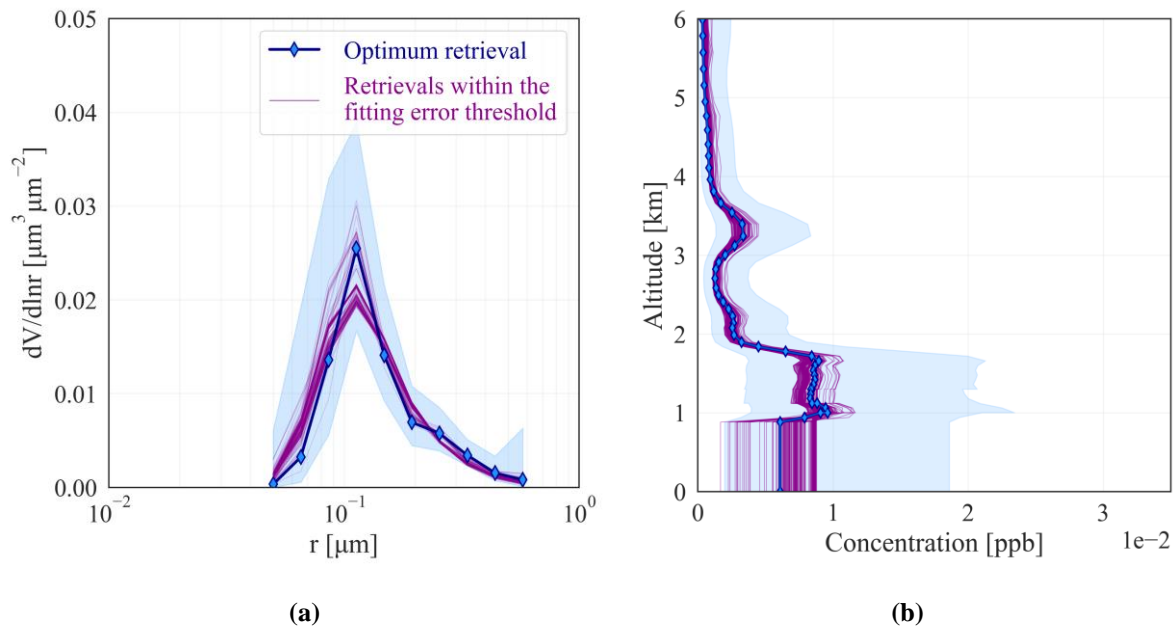 0.05
0.04
0.03
0.02
0.01
0.00
dV/dlnr [μm³ μm⁻²]
Optimum retrieval
Retrievals within the
fitting error threshold
10⁻²
10⁻¹
10⁰
r [μm]
(a)
6
5
4
3
2
1
0
Altitude [km]
0
1
2
3
1e−2
Concentration [ppb]
(b)